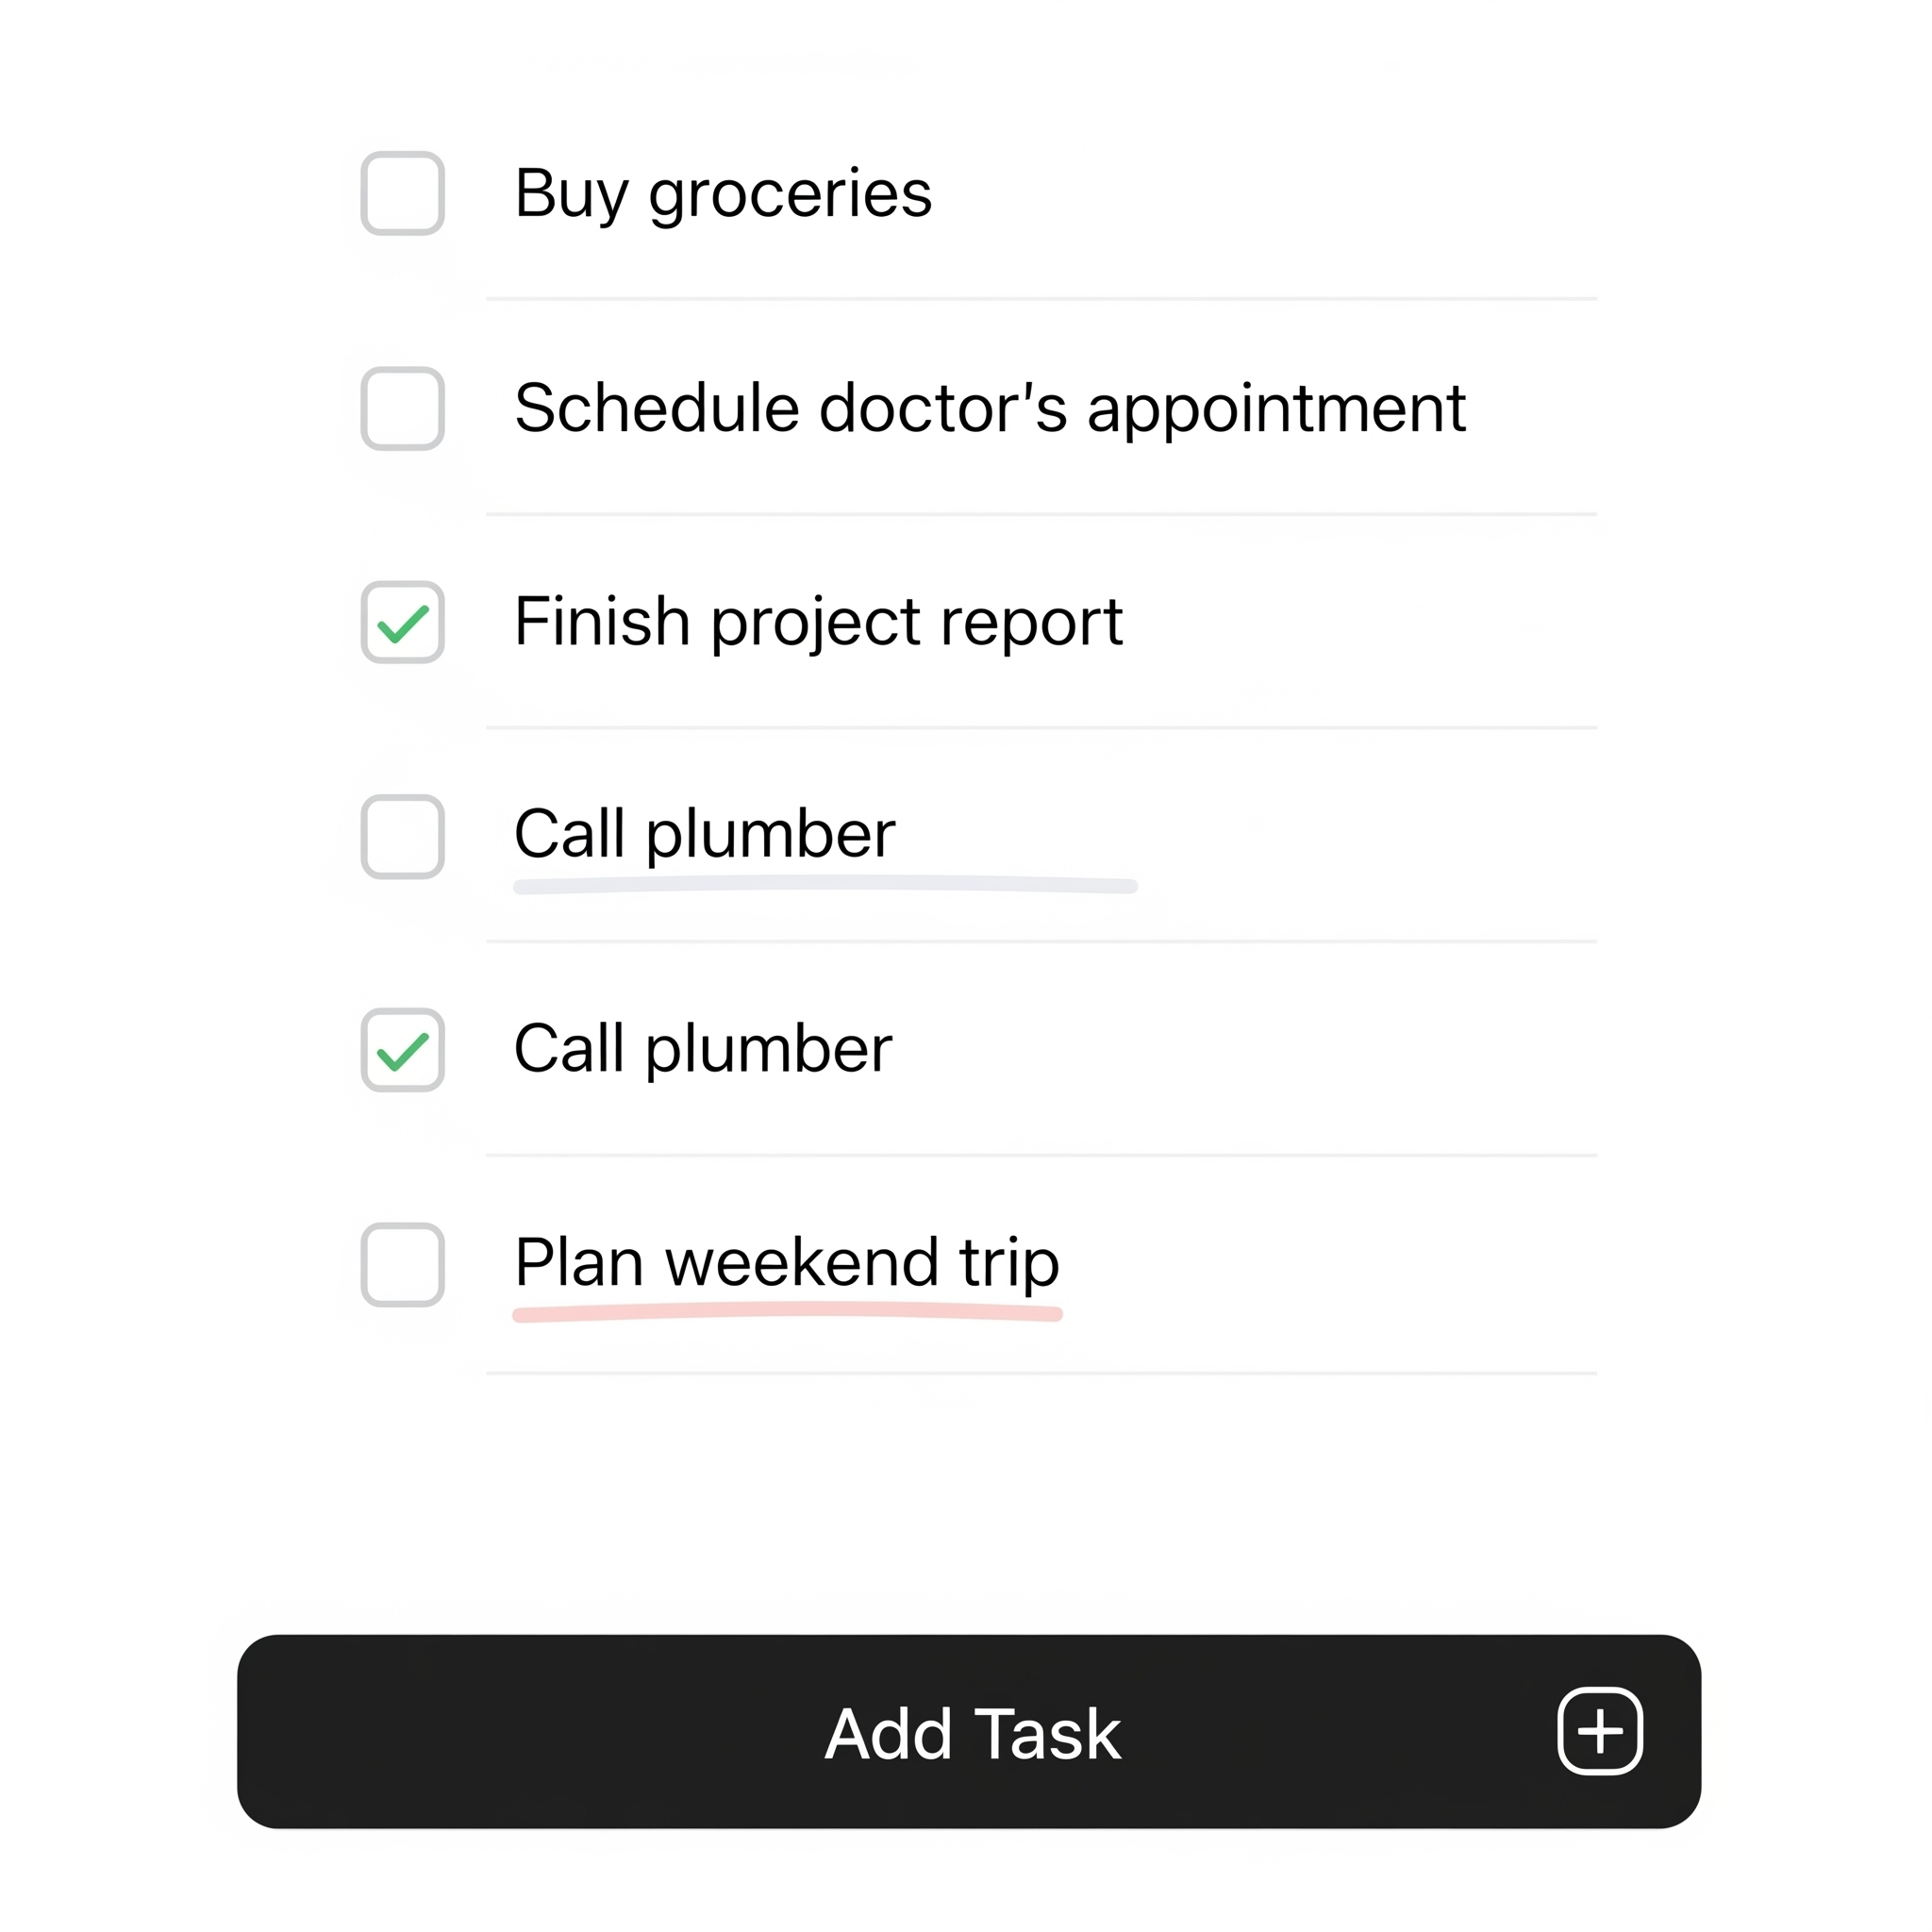 Buy groceries
Schedule doctor’s appointment
Finish project report
Call plumber
Call plumber
Plan weekend trip
Add Task